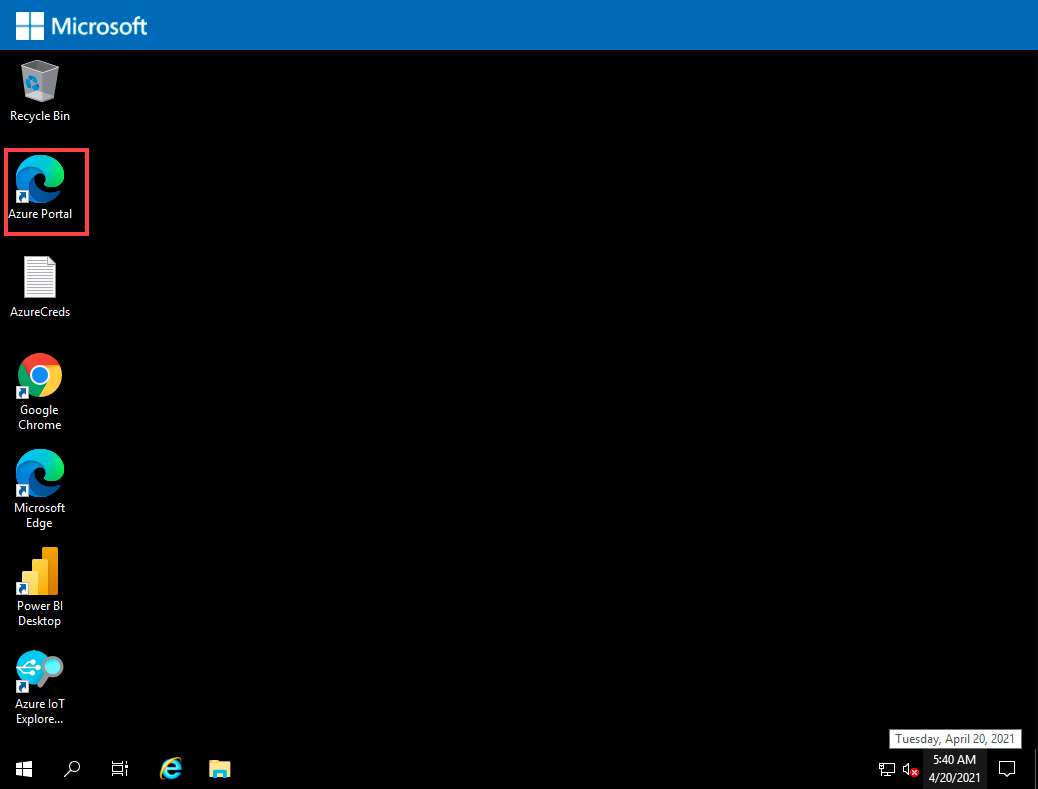 Microsoft
Recycle Bin
Azure Portal
AzureCreds
Google
Chrome
Microsoft
Edge
Power BI
Desktop
Azure IoT
Explore...
Tuesday, April 20, 2021
5:40 AM
4/20/2021